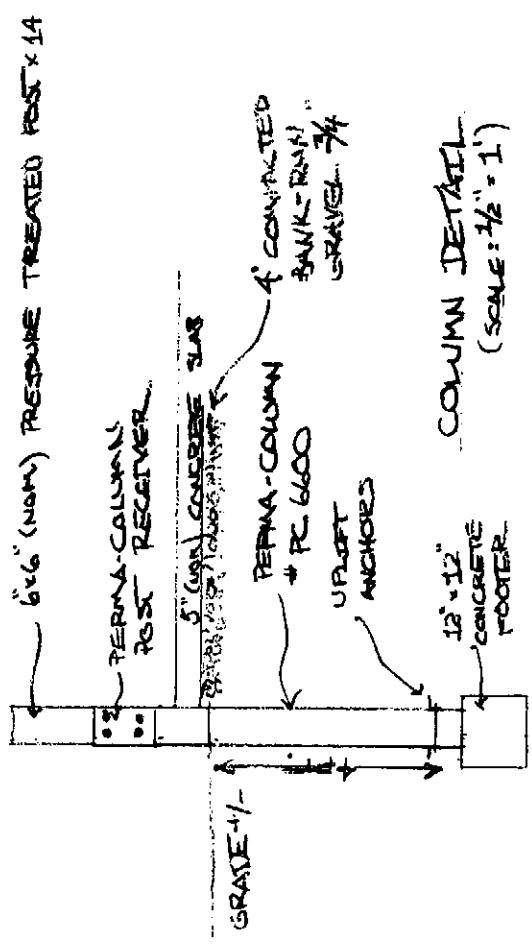 6"x6" (NOM) PRESSURE TREATED POST x 14
PERMA-COLUMN
POST RECEIVER
5" (NOM) CONCRETE SLAB
4" COMPACTED
BANK-RUN
GRAVEL 3/4"
PERMA-COLUMN
# PC 6600
UPLIFT
ANCHORS
12" x 12"
CONCRETE
FOOTER
GRADE +/-
COLUMN DETAIL
(SCALE: 1/2" = 1')